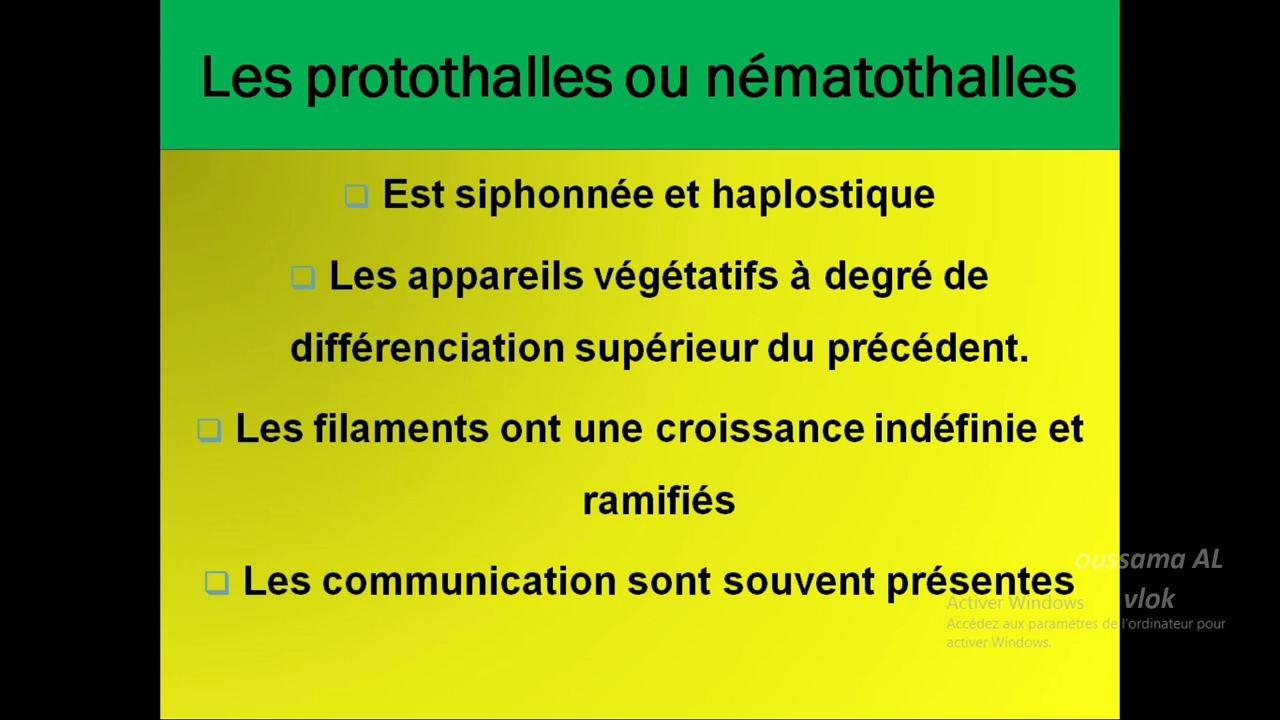 Les protothalles ou nématothalles
Est siphonnée et haplostique
Les appareils végétatifs à degré de
différenciation supérieur du précédent.
Les filaments ont une croissance indéfinie et
ramifiés
Les communication sont souvent présentes
oussama AL
vlok
Activer Windows
Accédez aux paramètres de l'ordinateur pour
activer Windows.